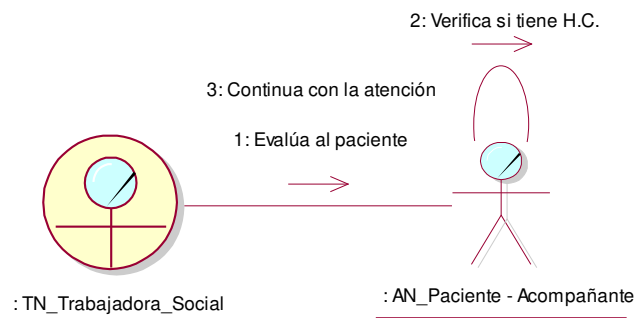 2: Verifica si tiene H.C.
3: Continua con la atención
1: Evalúa al paciente
: TN_Trabajadora_Social
: AN_Paciente - Acompañante